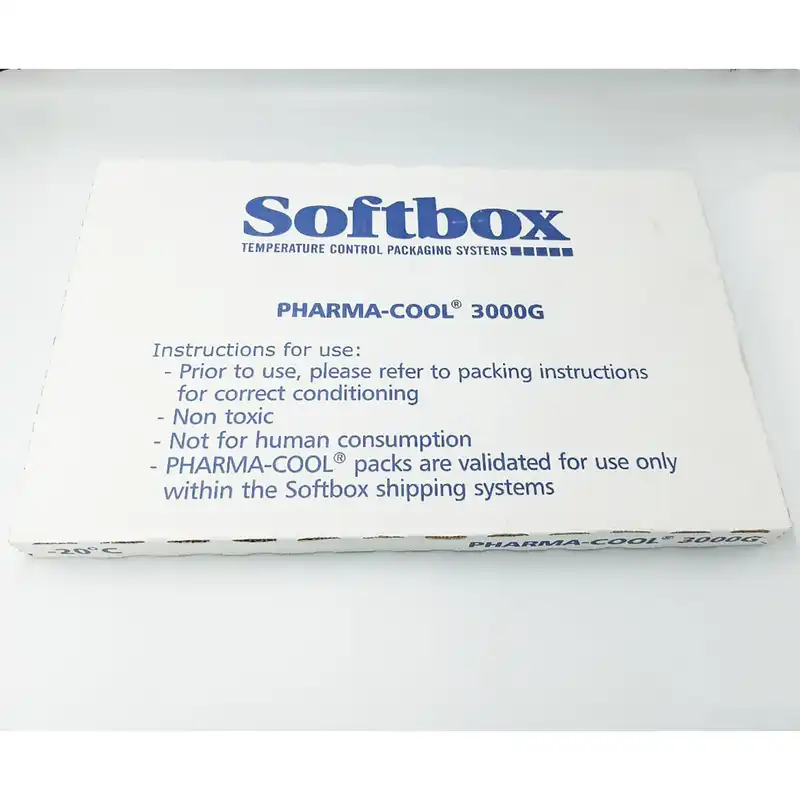 Softbox
TEMPERATURE CONTROL PACKAGING SYSTEMS
PHARMA-COOL® 3000G
Instructions for use:
- Prior to use, please refer to packing instructions
for correct conditioning
- Non toxic
- Not for human consumption
- PHARMA-COOL® packs are validated for use only
within the Softbox shipping systems
-20°C
PHARMA-COOL® 3000G